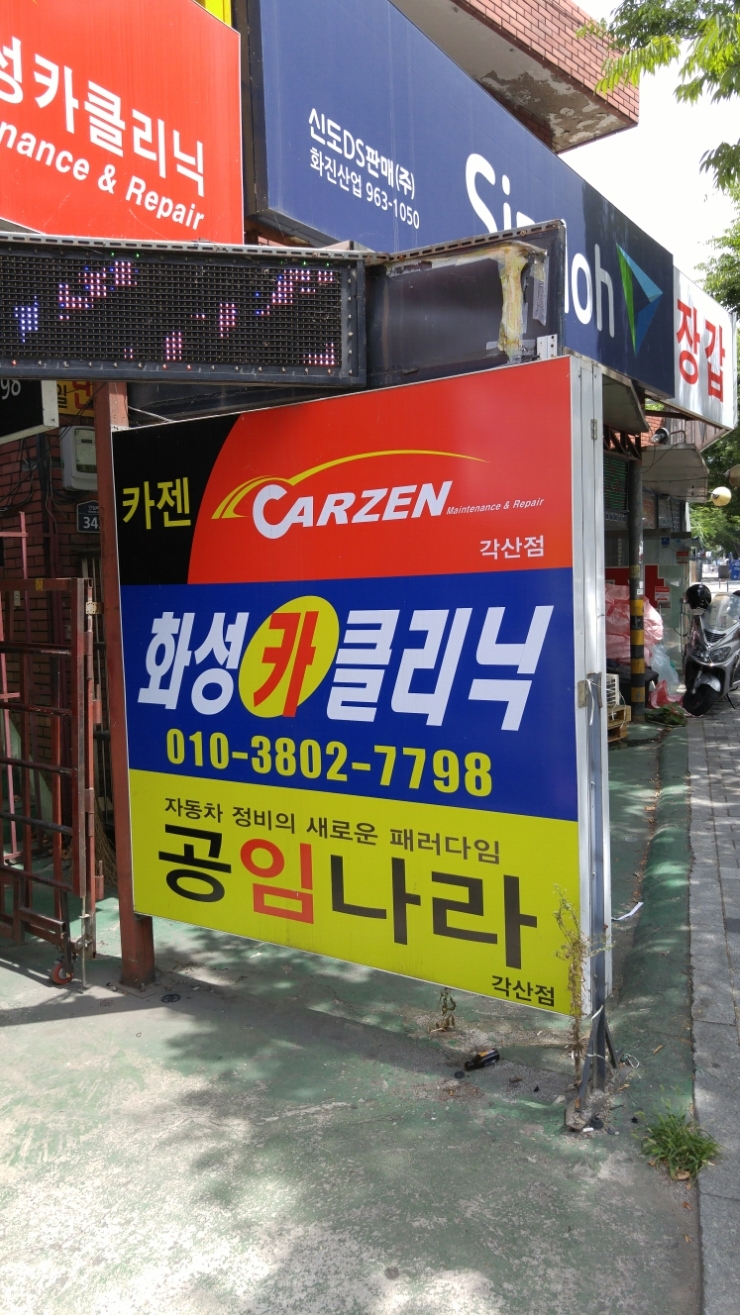 성카클리닉
nance & Repair
신도DS판매(주)
화진산업 963-1050
장갑
98
일
34
카젠
CARZEN
Maintenance & Repair
각산점
화성카클리닉
010-3802-7798
자동차 정비의 새로운 패러다임
공임나라
각산점